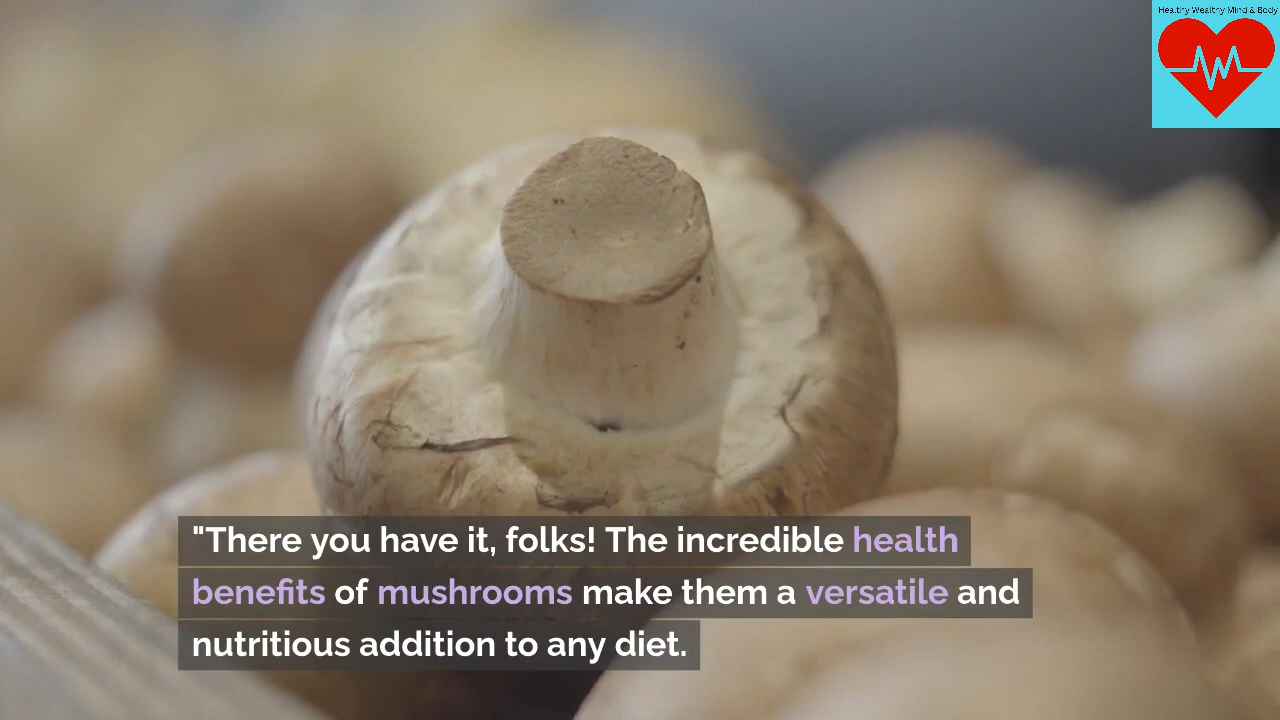 Healthy Wealthy Mind & Body
"There you have it, folks! The incredible health
benefits of mushrooms make them a versatile and
nutritious addition to any diet.